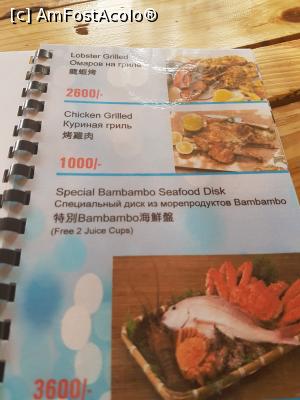 [c] AmFostAcolo®
Lobster Grilled
Омаров на гриле
龍蝦烤
2600/-
Chicken Grilled
Куриная гриль
烤雞肉
1000/-
Special Bambambo Seafood Disk
Специальный диск из морепродуктов Bambambo
特別Bambambo海鮮盤
(Free 2 Juice Cups)
3600/-